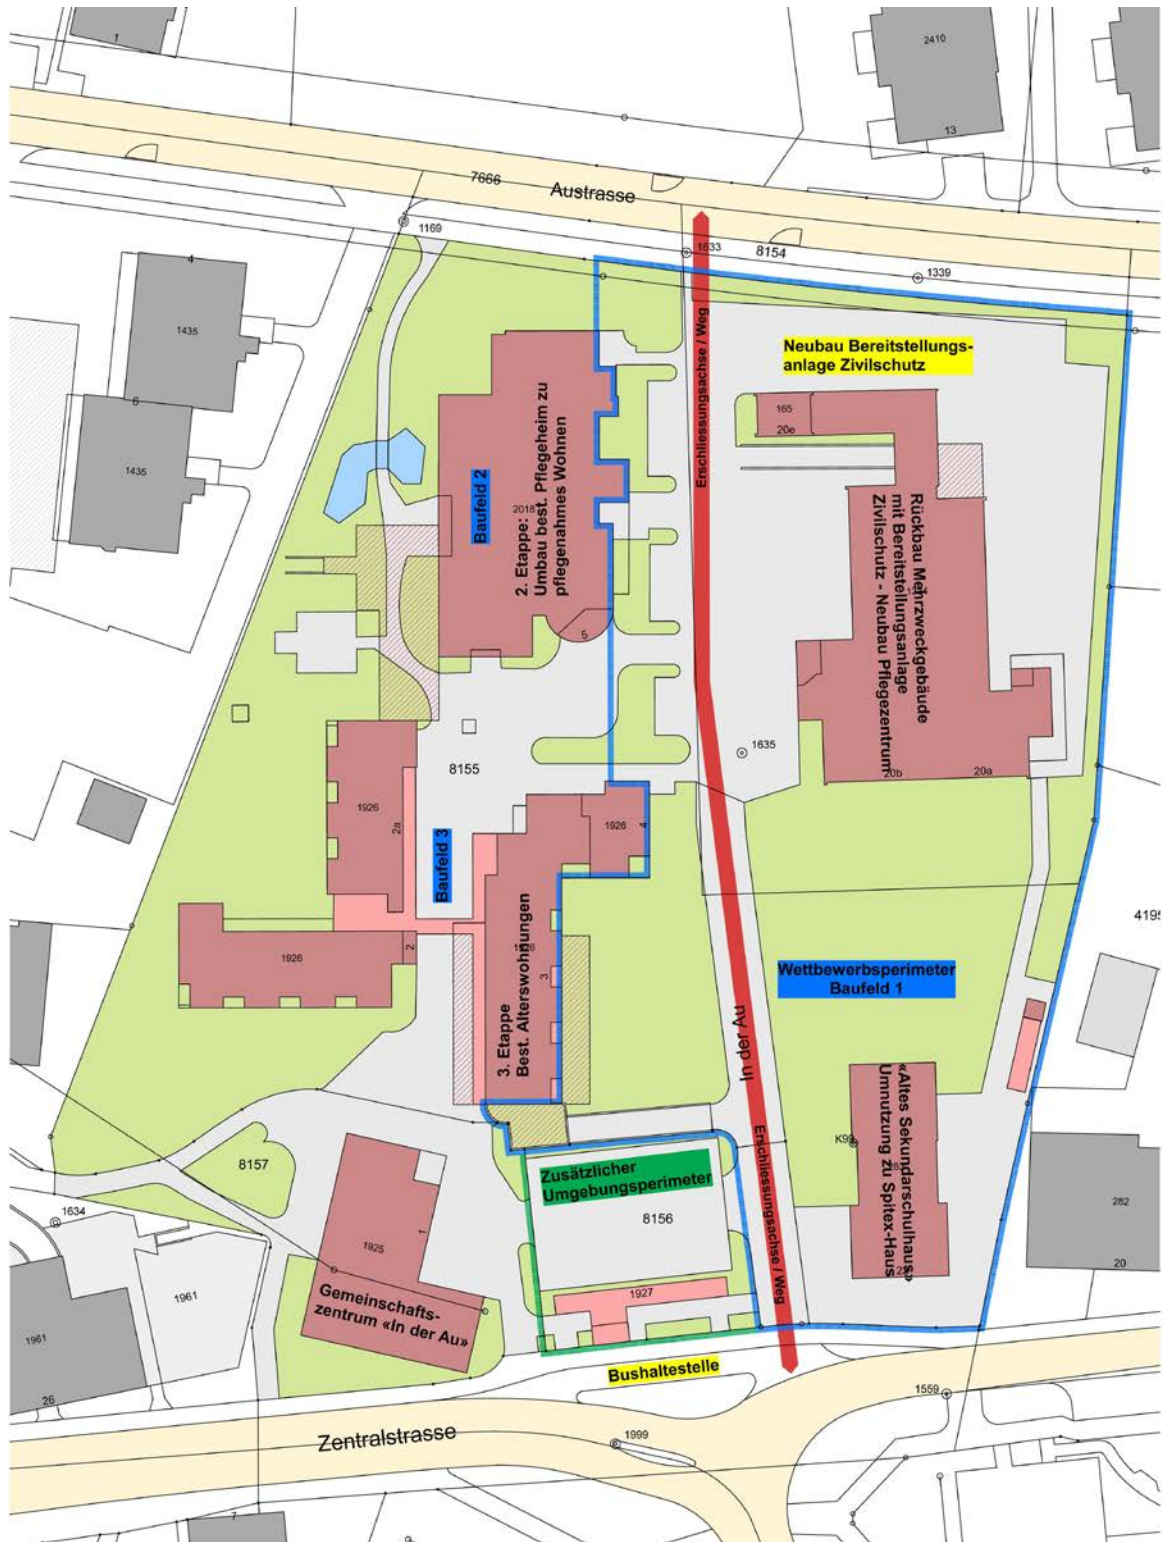 1
2410
13
7666
Austrasse
1169
1633
8154
1339
4
1435
6
1435
Erschliessungsachse / Weg
Neubau Bereitstellungs-
anlage Zivilschutz
165
20e
Baufeld 2
2018
2. Etappe:
Umbau best. Pflegeheim zu
pflegenahmes Wohnen
5
Rückbau Mehrzweckgebäude
mit Bereitstellungsanlage
Zivilschutz - Neubau Pflegezentrum
20b
20a
1635
8155
1926
2a
Baufeld 3
1926
4
1926
2
3. Etappe
Best. Alterswohnungen
3
4195
Wettbewerbsperimeter
Baufeld 1
In der Au
«Altes Sekundarschulhaus»
Umnutzung zu Spitex-Haus
K99
Erschliessungsachse / Weg
Zusätzlicher
Umgebungsperimeter
8156
8157
1634
1925
1
1927
282
20
1961
1961
26
Gemeinschafts-
zentrum «In der Au»
Bushaltestelle
1559
Zentralstrasse
1999
7